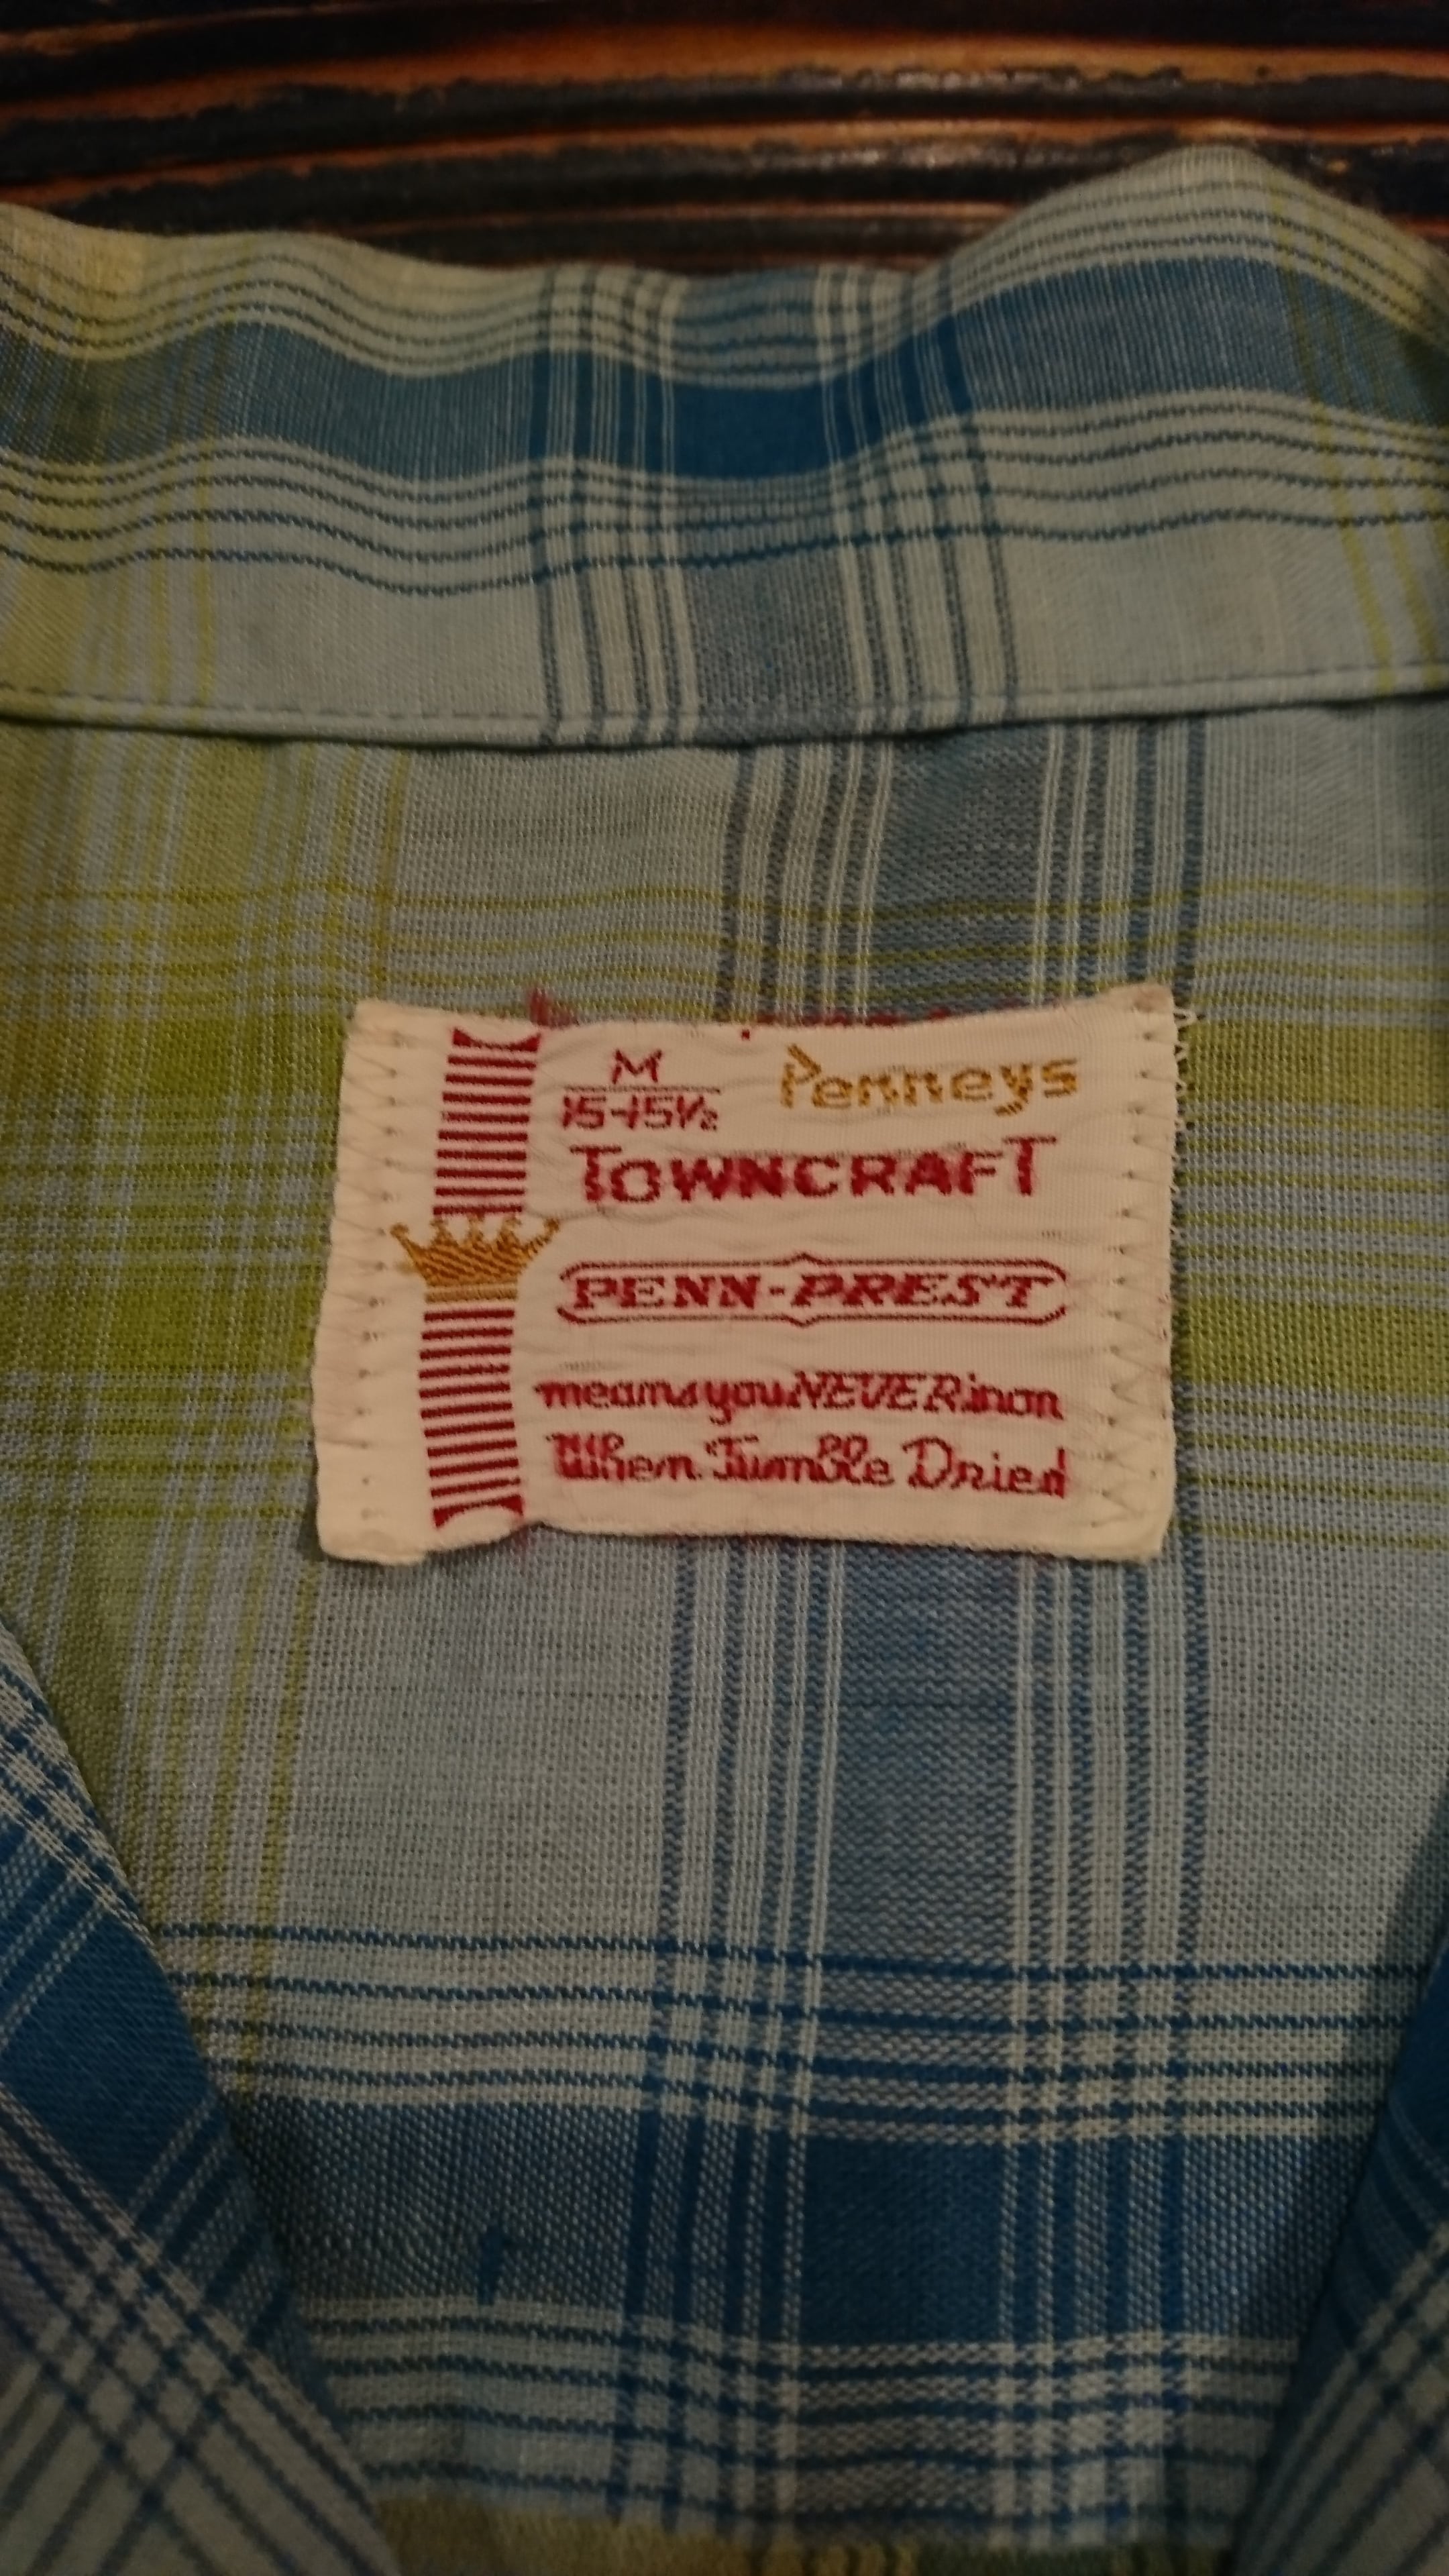 M
15-15½
Penneys
TOWNCRAFT
PENN-PREST
means you NEVER iron
When Tumble Dried